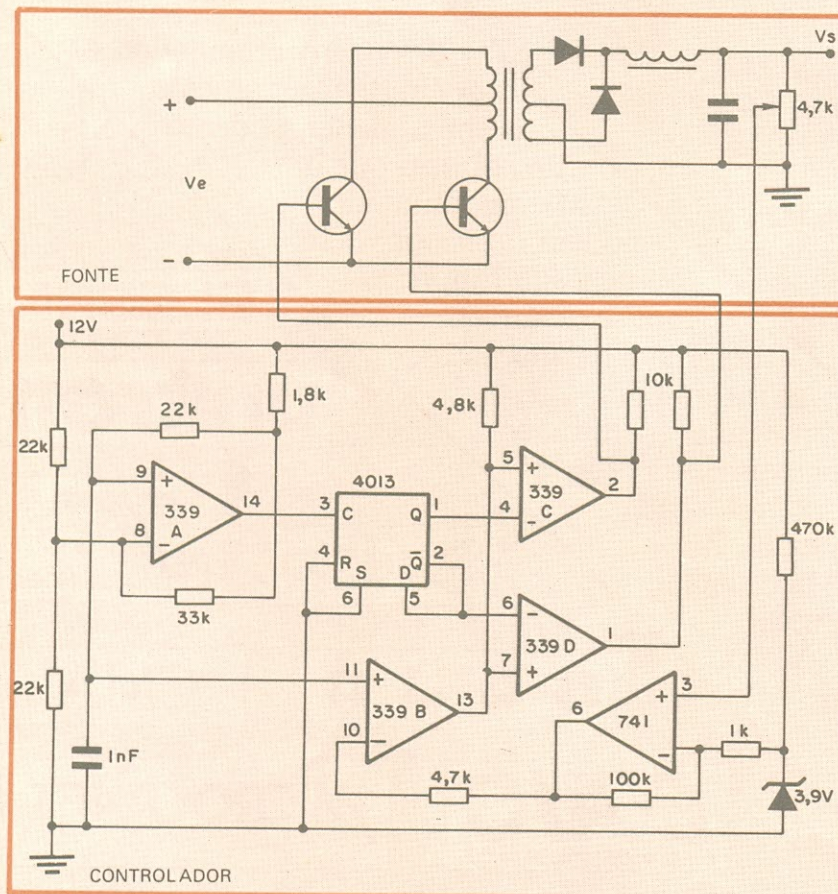 Vs
+
4,7k
Ve
-
FONTE
12V
1,8k
4,8k
10k
22k
22k
9
+
339
A
14
8
-
33k
4013
3
C
Q
1
4
R
S
D
Q̅
2
6
5
5
+
339
C
2
4
-
470k
6
-
339 D
1
7
+
22k
11
+
339 B
13
10
-
3
+
6
741
-
1k
1nF
4,7k
100k
3,9V
CONTROLADOR